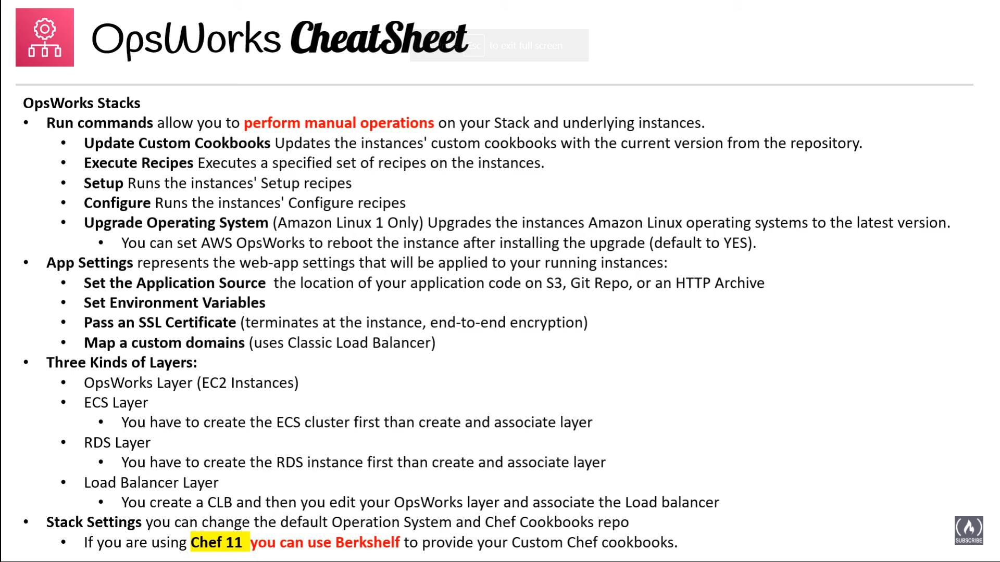 OpsWorks CheatSheet
Esc to exit full screen
OpsWorks Stacks
• Run commands allow you to perform manual operations on your Stack and underlying instances.
• Update Custom Cookbooks Updates the instances' custom cookbooks with the current version from the repository.
• Execute Recipes Executes a specified set of recipes on the instances.
• Setup Runs the instances' Setup recipes
• Configure Runs the instances' Configure recipes
• Upgrade Operating System (Amazon Linux 1 Only) Upgrades the instances Amazon Linux operating systems to the latest version.
• You can set AWS OpsWorks to reboot the instance after installing the upgrade (default to YES).
• App Settings represents the web-app settings that will be applied to your running instances:
• Set the Application Source the location of your application code on S3, Git Repo, or an HTTP Archive
• Set Environment Variables
• Pass an SSL Certificate (terminates at the instance, end-to-end encryption)
• Map a custom domains (uses Classic Load Balancer)
• Three Kinds of Layers:
• OpsWorks Layer (EC2 Instances)
• ECS Layer
• You have to create the ECS cluster first than create and associate layer
• RDS Layer
• You have to create the RDS instance first than create and associate layer
• Load Balancer Layer
• You create a CLB and then you edit your OpsWorks layer and associate the Load balancer
• Stack Settings you can change the default Operation System and Chef Cookbooks repo
• If you are using Chef 11 you can use Berkshelf to provide your Custom Chef cookbooks.
SUBSCRIBE